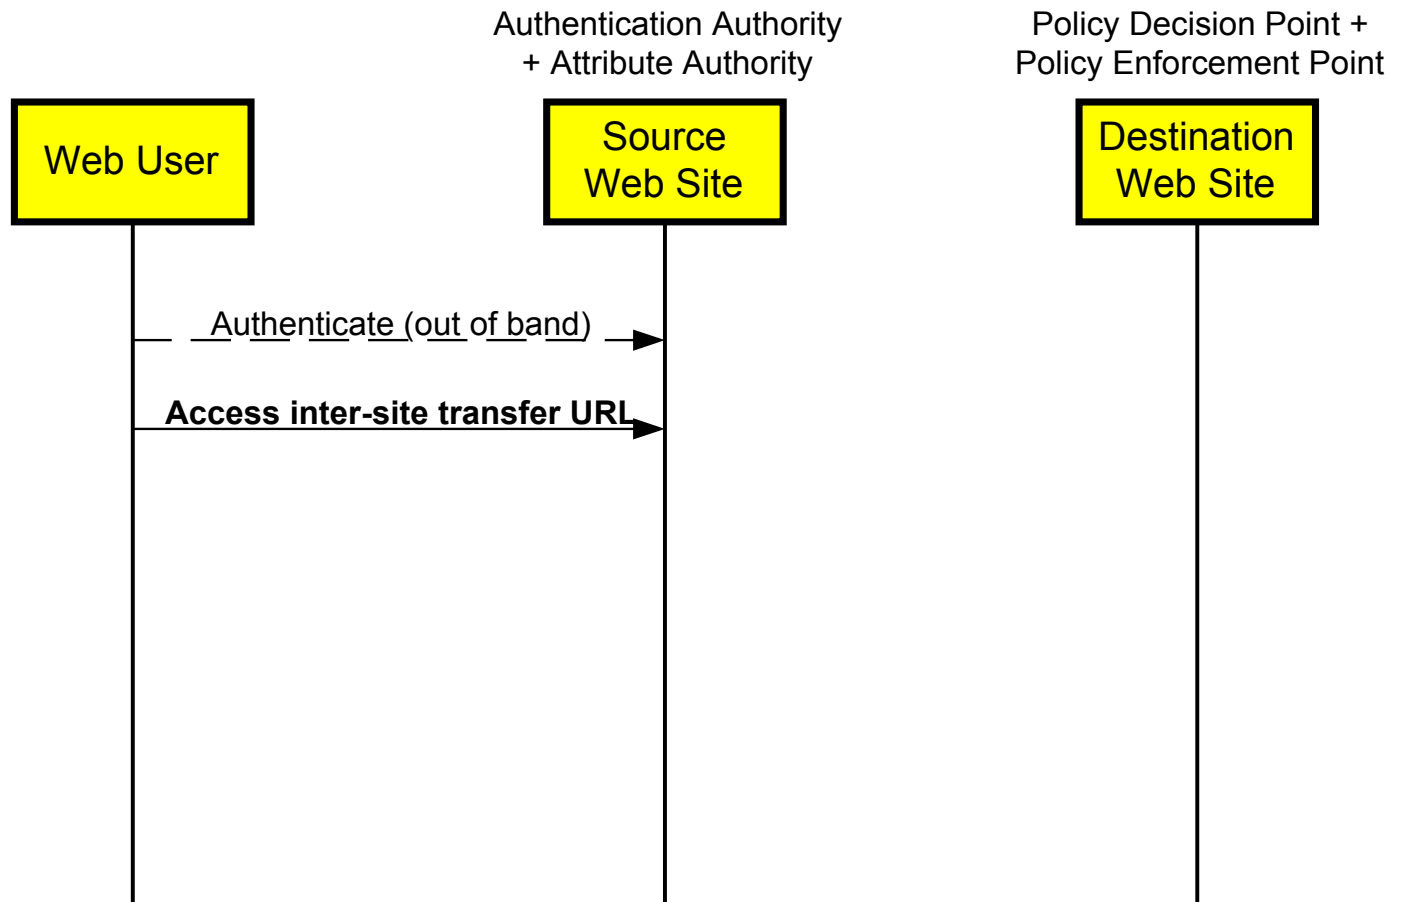 Authentication Authority
+ Attribute Authority
Policy Decision Point +
Policy Enforcement Point
Web User
Source
Web Site
Destination
Web Site
Authenticate (out of band)
Access inter-site transfer URL